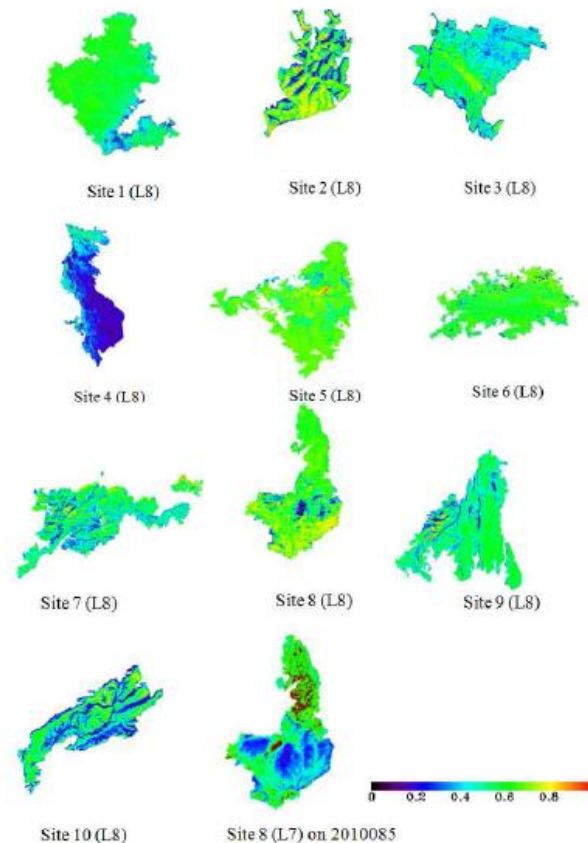 Site 1 (L8)
Site 2 (L8)
Site 3 (L8)
Site 4 (L8)
Site 5 (L8)
Site 6 (L8)
Site 7 (L8)
Site 8 (L8)
Site 9 (L8)
Site 10 (L8)
Site 8 (L7) on 2010085
0 0.2 0.4 0.6 0.8